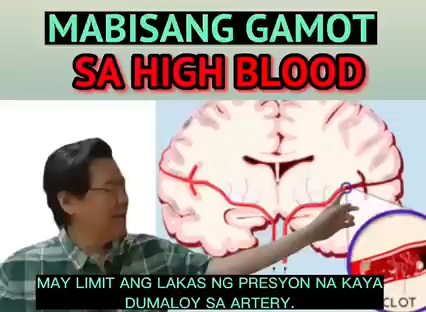 MABISANG GAMOT
SA HIGH BLOOD
CLOT
MAY LIMIT ANG LAKAS NG PRESYON NA KAYA
DUMALOY SA ARTERY.